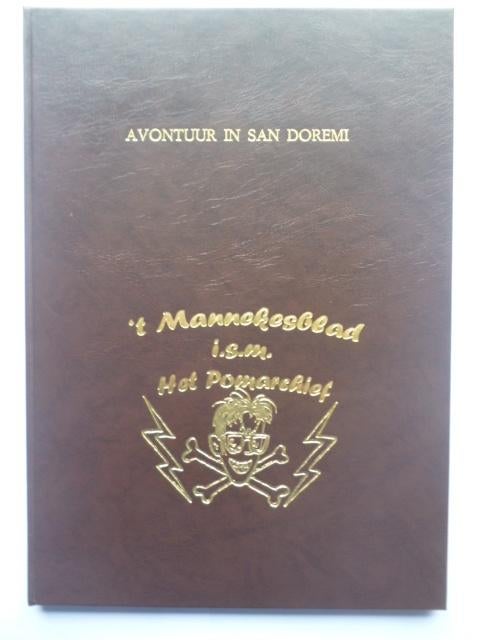 AVONTUUR IN SAN DOREMI
't Mannekesblad
i.s.m.
Het Pomarchief